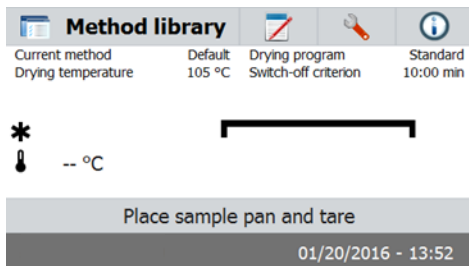 Method library
Current method Default Drying program Standard
Drying temperature 105 °C Switch-off criterion 10:00 min
-- °C
Place sample pan and tare
01/20/2016 - 13:52